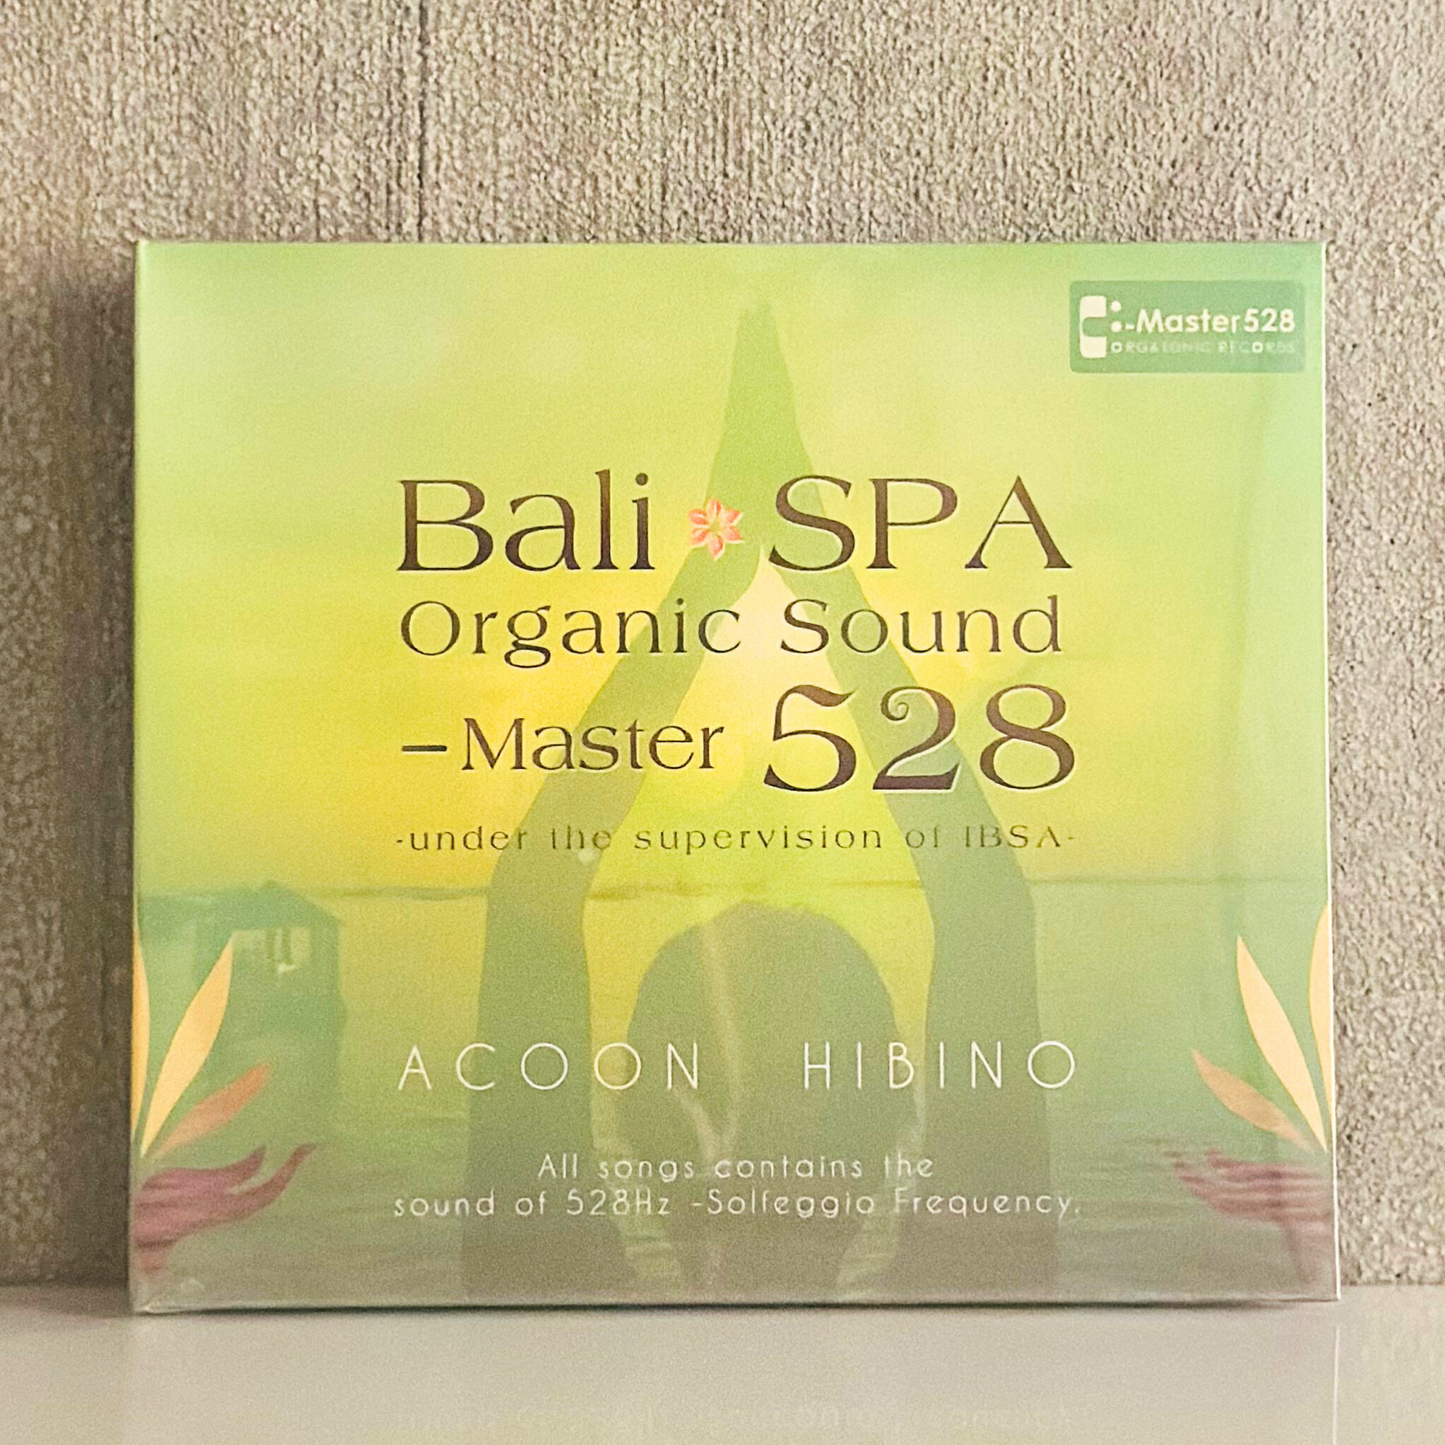 -Master528
ORGASONIC RECORDS
Bali SPA
Organic Sound
-Master 528
-under the supervision of IBSA-
ACOON HIBINO
All songs contains the
sound of 528Hz -Solfeggio Frequency.